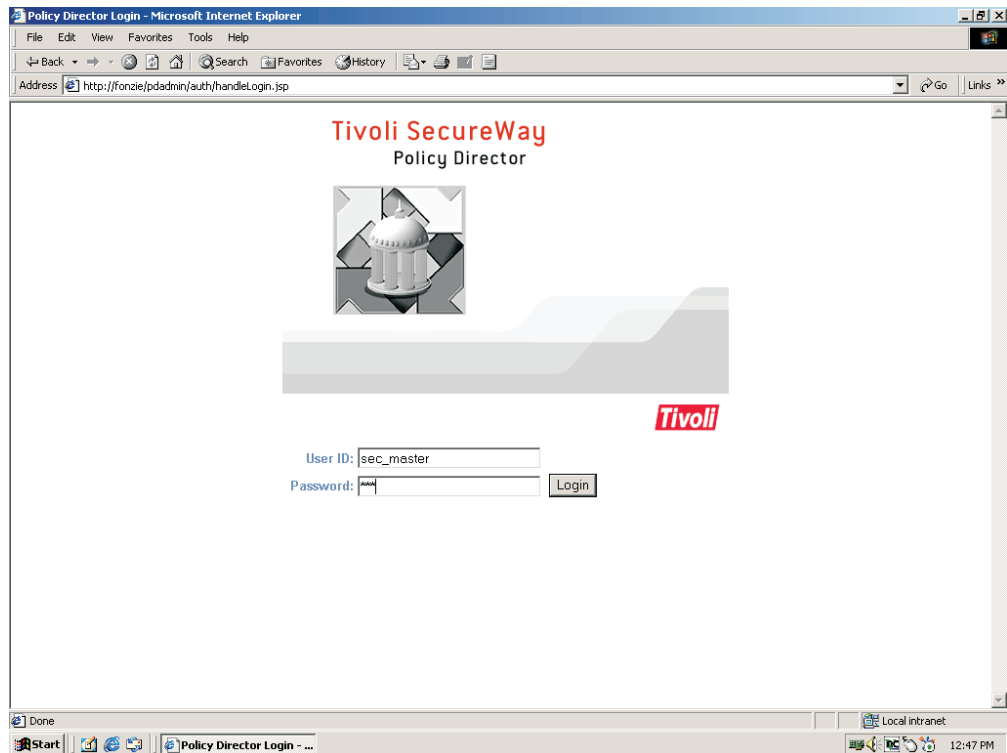 Policy Director Login - Microsoft Internet Explorer
File Edit View Favorites Tools Help
Back Search Favorites History
Address http://fonzie/pdadmin/auth/handleLogin.jsp Go Links »
Tivoli SecureWay
Policy Director
Tivoli
User ID: sec_master
Password: *** Login
Done Local intranet
Start Policy Director Login - ... 12:47 PM